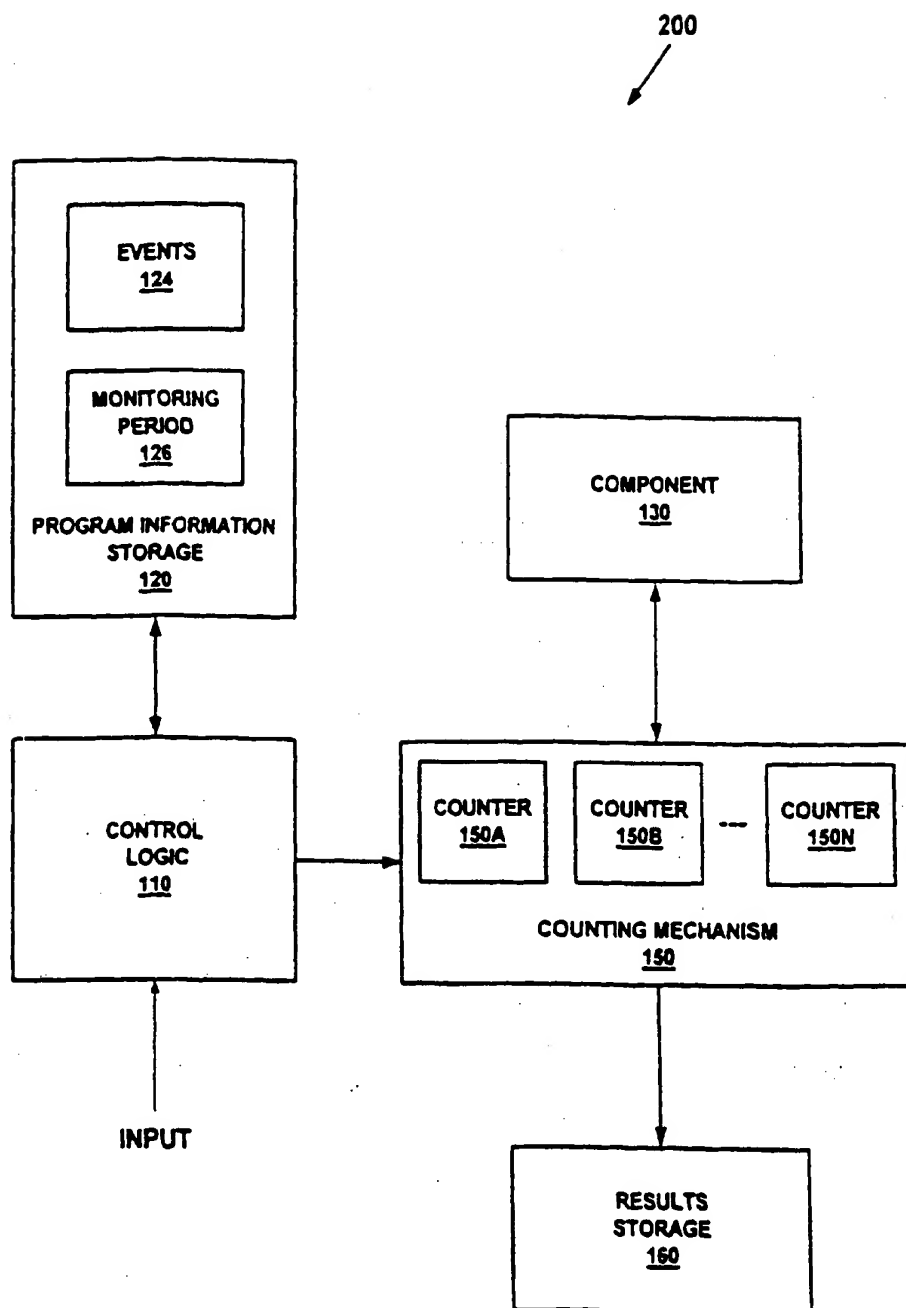 200
EVENTS
124
MONITORING
PERIOD
126
PROGRAM INFORMATION
STORAGE
120
COMPONENT
130
CONTROL
LOGIC
110
COUNTER
150A
COUNTER
150B
---
COUNTER
150N
COUNTING MECHANISM
150
INPUT
RESULTS
STORAGE
160